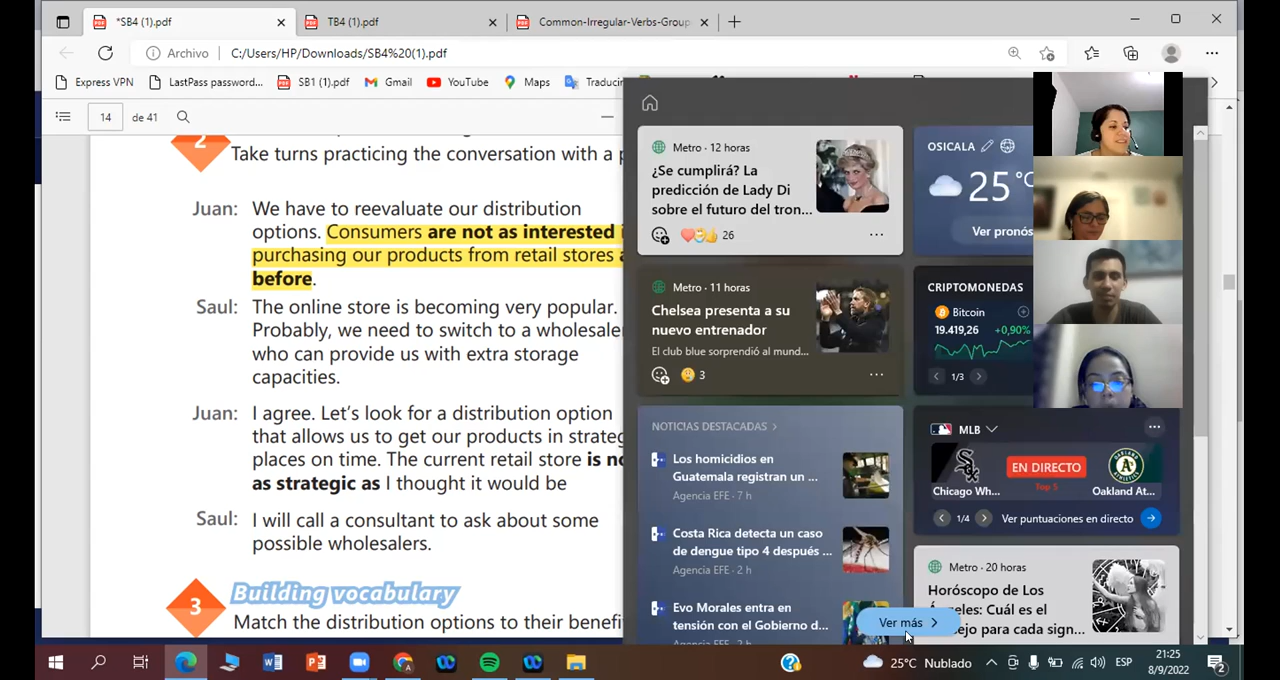 *SB4 (1).pdf
TB4 (1).pdf
Common-Irregular-Verbs-Group-
Archivo
C:/Users/HP/Downloads/SB4%20(1).pdf
Express VPN
LastPass password...
SB1 (1).pdf
Gmail
YouTube
Maps
14
de 41
2
Take turns practicing the conversation with a p
Juan: We have to reevaluate our distribution
options. Consumers are not as interested i
purchasing our products from retail stores a
before.
Saul: The online store is becoming very popular.
Probably, we need to switch to a wholesaler
who can provide us with extra storage
capacities.
Juan: I agree. Let's look for a distribution option
that allows us to get our products in strateg
places on time. The current retail store is no
as strategic as I thought it would be
Saul: I will call a consultant to ask about some
possible wholesalers.
3
Building vocabulary
Match the distribution options to their benefi
Metro · 12 horas
¿Se cumplirá? La
predicción de Lady Di
sobre el futuro del tron...
26
OSICALA
25°C
Ver pronós
Metro · 11 horas
Chelsea presenta a su
nuevo entrenador
El club blue sorprendió al mund...
3
CRIPTOMONEDAS
Bitcoin
19.419,26
+0,90%
1/3
NOTICIAS DESTACADAS
Los homicidios en
Guatemala registran un ...
Agencia EFE · 7 h
Costa Rica detecta un caso
de dengue tipo 4 después ...
Agencia EFE · 2 h
Evo Morales entra en
tensión con el Gobierno d...
Agencia EFE · 2 h
MLB
EN DIRECTO
Top 5
Chicago Wh...
Oakland At...
1/4
Ver puntuaciones en directo
Metro · 20 horas
Horóscopo de Los
Ver más
25°C Nublado
ESP
21:25
8/9/2022
2